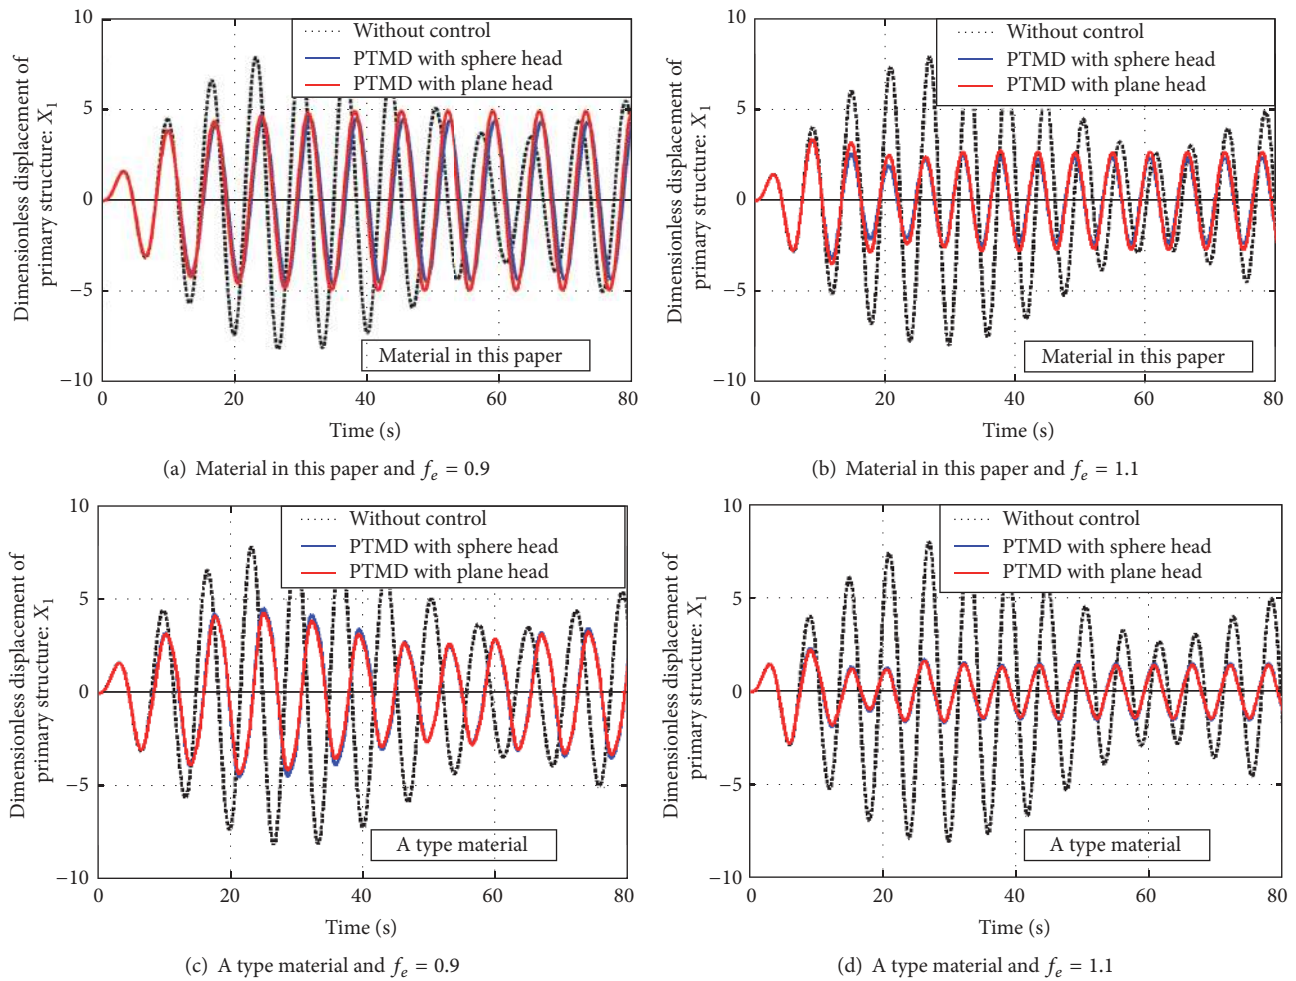 10
5
0
−5
−10
Dimensionless displacement of
primary structure: X1
Without control
PTMD with sphere head
PTMD with plane head
Material in this paper
0 20 40 60 80
Time (s)
(a) Material in this paper and fe = 0.9
10
5
0
−5
−10
Dimensionless displacement of
primary structure: X1
Without control
PTMD with sphere head
PTMD with plane head
Material in this paper
0 20 40 60 80
Time (s)
(b) Material in this paper and fe = 1.1
10
5
0
−5
−10
Dimensionless displacement of
primary structure: X1
Without control
PTMD with sphere head
PTMD with plane head
A type material
0 20 40 60 80
Time (s)
(c) A type material and fe = 0.9
10
5
0
−5
−10
Dimensionless displacement of
primary structure: X1
Without control
PTMD with sphere head
PTMD with plane head
A type material
0 20 40 60 80
Time (s)
(d) A type material and fe = 1.1